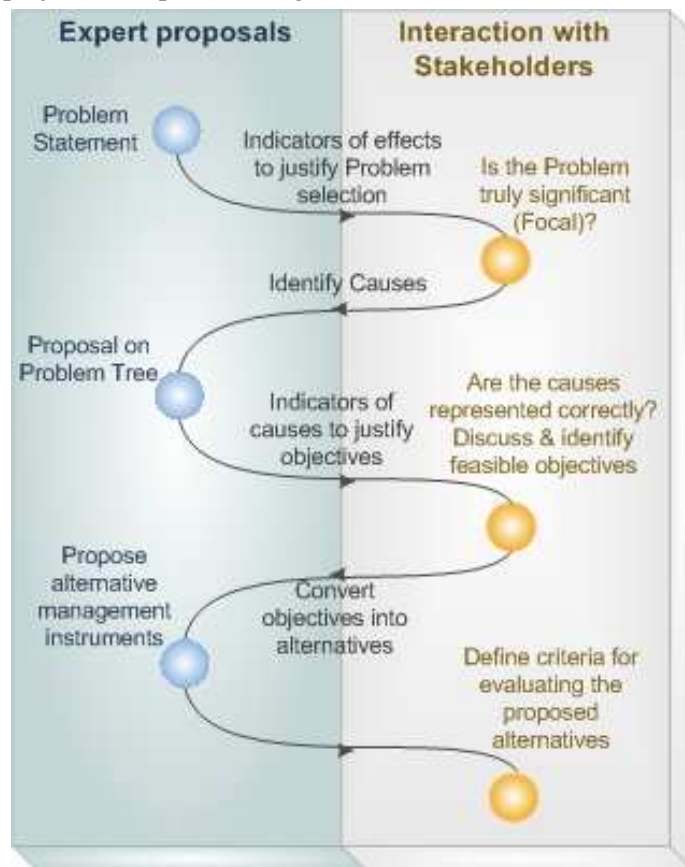 Expert proposals
Interaction with
Stakeholders
Problem
Statement
Indicators of effects
to justify Problem
selection
Is the Problem
truly significant
(Focal)?
Identify Causes
Proposal on
Problem Tree
Indicators of
causes to justify
objectives
Are the causes
represented correctly?
Discuss & identify
feasible objectives
Propose
alternative
management
instruments
Convert
objectives into
alternatives
Define criteria for
evaluating the
proposed
alternatives